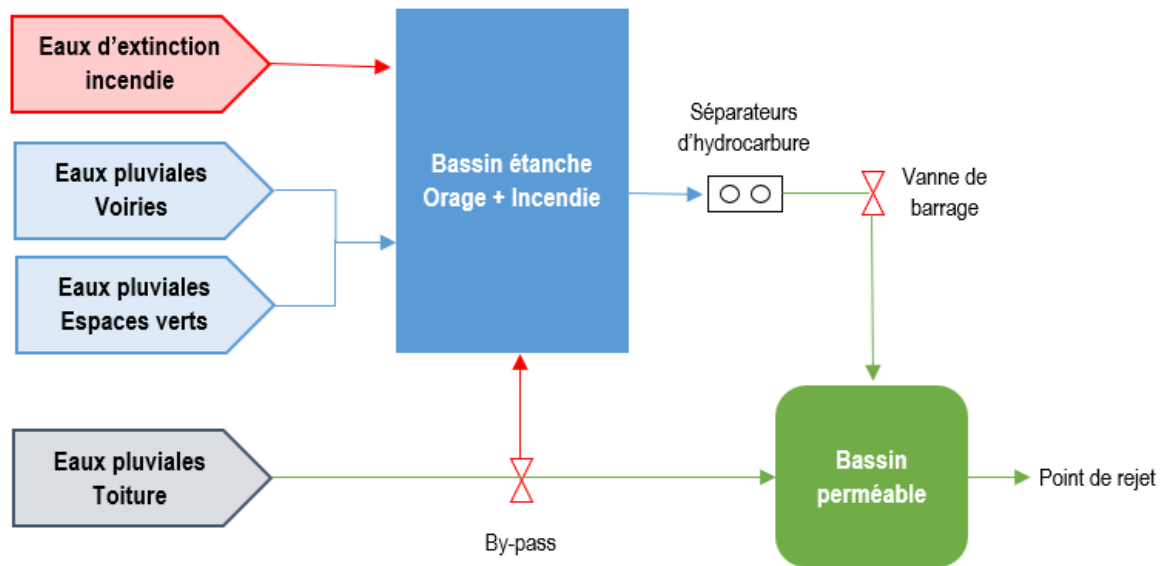 Eaux d’extinction
incendie
Eaux pluviales
Voiries
Eaux pluviales
Espaces verts
Bassin étanche
Orage + Incendie
Séparateurs
d’hydrocarbure
Vanne de
barrage
Eaux pluviales
Toiture
By-pass
Bassin
perméable
Point de rejet